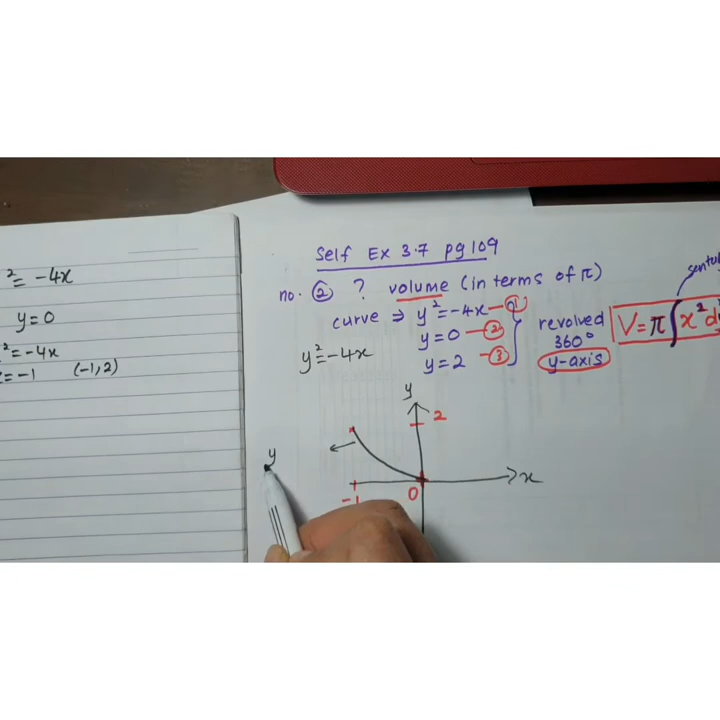 ² = -4x
y=0
² = -4x
= -1 (-1,2)
Self Ex 3.7 pg 109
no. ② ? volume (in terms of π)
curve ⇒ y² = -4x — ①
y=0 — ②
y=2 — ③
revolved
360°
y-axis
V = π∫x²dy
y² = -4x
y
2
x
0
-1
y